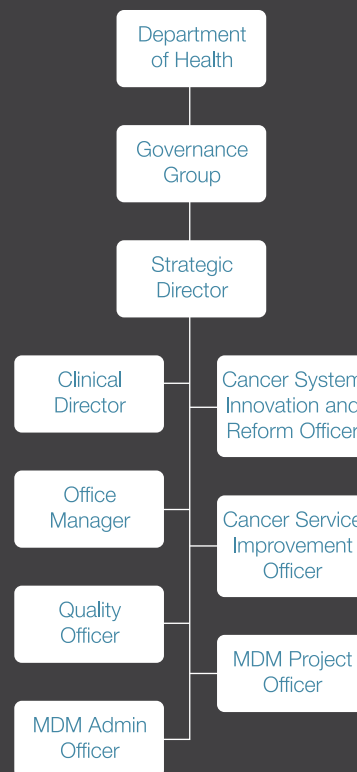 Department
of Health
Governance
Group
Strategic
Director
Clinical
Director
Cancer System
Innovation and
Reform Officer
Office
Manager
Cancer Service
Improvement
Officer
Quality
Officer
MDM Project
Officer
MDM Admin
Officer